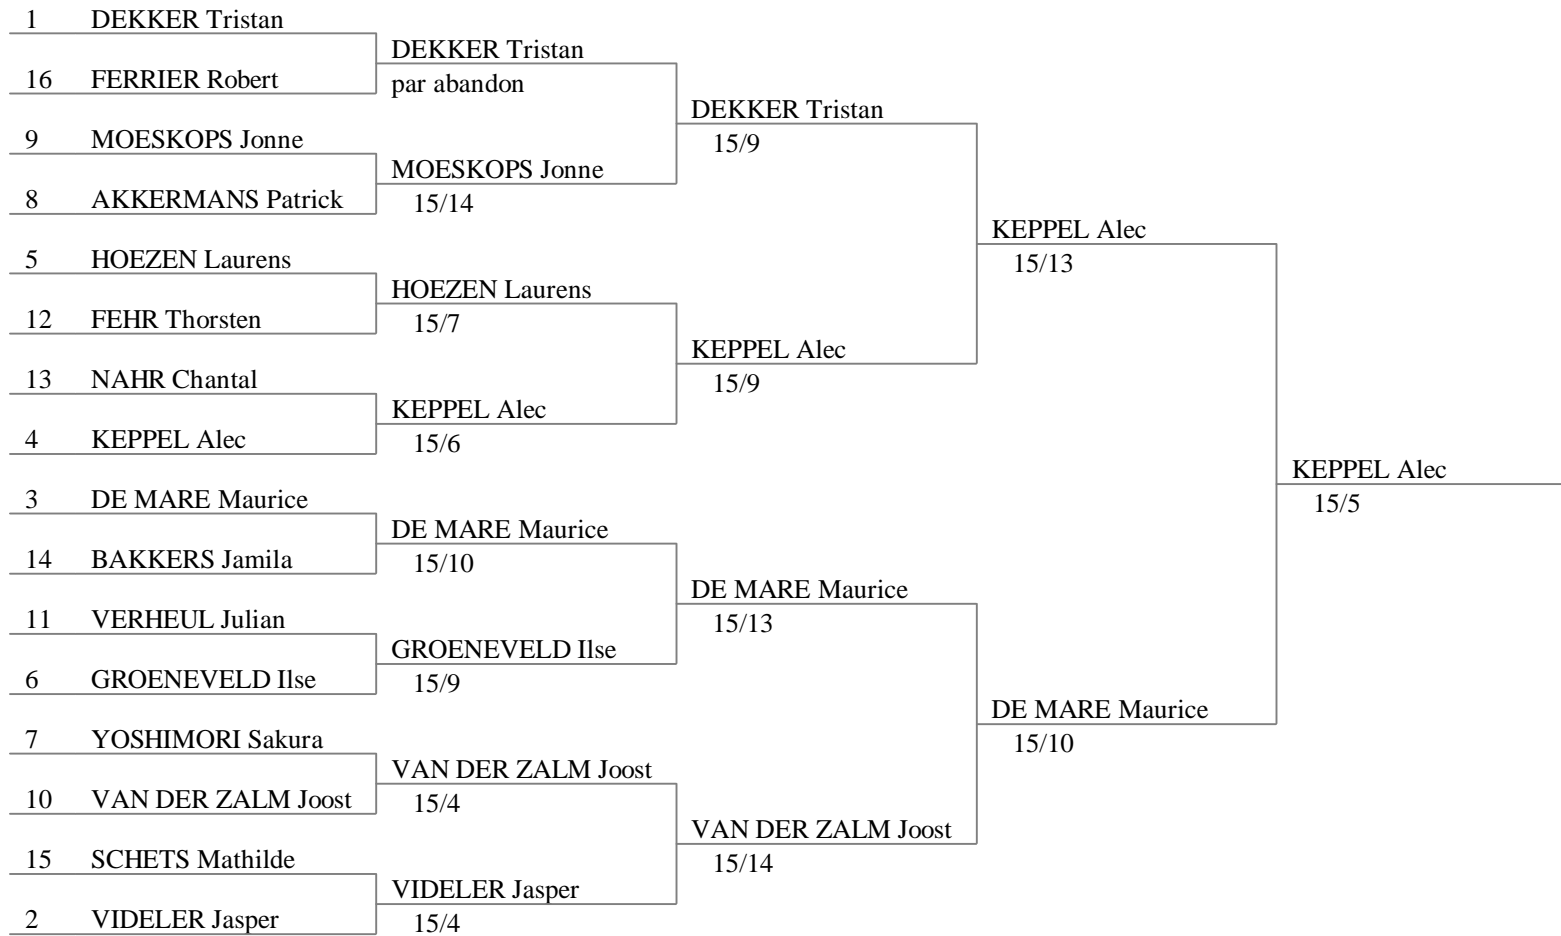 1 DEKKER Tristan
16 FERRIER Robert
9 MOESKOPS Jonne
8 AKKERMANS Patrick
5 HOEZEN Laurens
12 FEHR Thorsten
13 NAHR Chantal
4 KEPPEL Alec
3 DE MARE Maurice
14 BAKKERS Jamila
11 VERHEUL Julian
6 GROENEVELD Ilse
7 YOSHIMORI Sakura
10 VAN DER ZALM Joost
15 SCHETS Mathilde
2 VIDELER Jasper
DEKKER Tristan
par abandon
MOESKOPS Jonne
15/14
HOEZEN Laurens
15/7
KEPPEL Alec
15/6
DE MARE Maurice
15/10
GROENEVELD Ilse
15/9
VAN DER ZALM Joost
15/4
VIDELER Jasper
15/4
DEKKER Tristan
15/9
KEPPEL Alec
15/9
DE MARE Maurice
15/13
VAN DER ZALM Joost
15/14
KEPPEL Alec
15/13
DE MARE Maurice
15/10
KEPPEL Alec
15/5